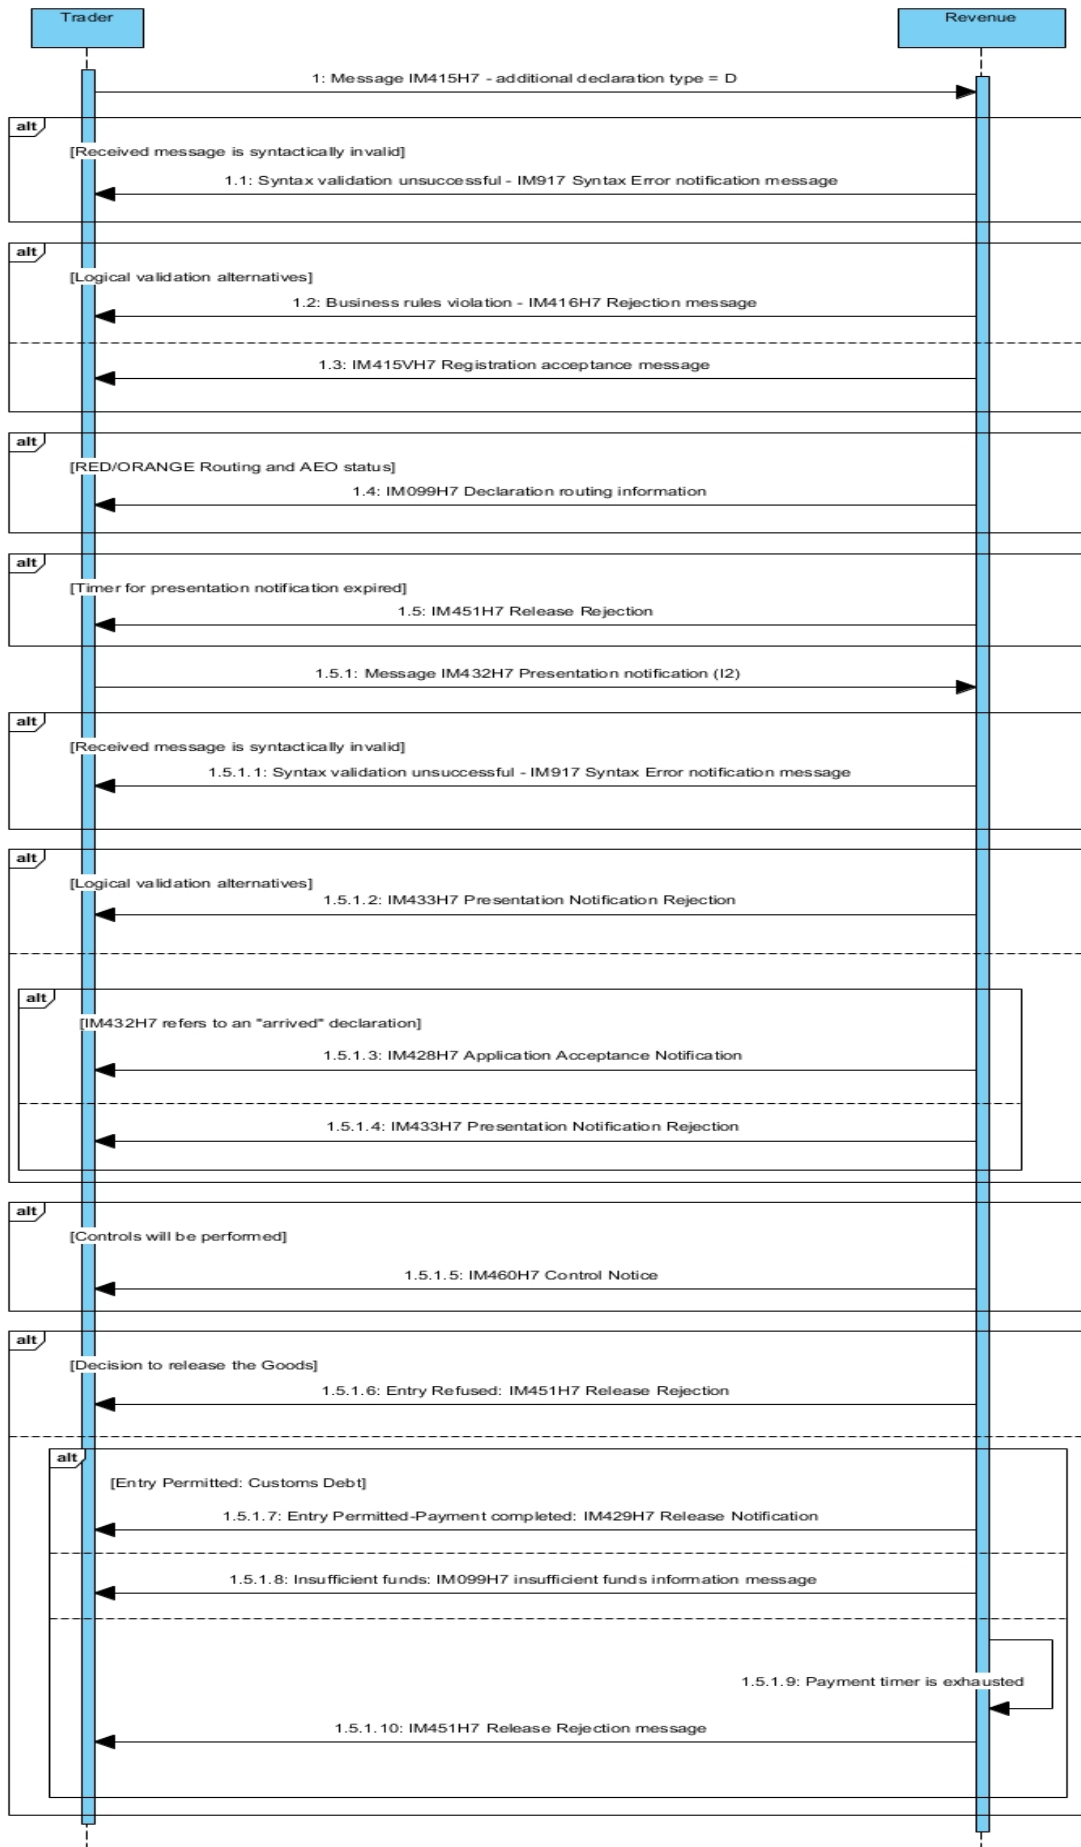 Trader
Revenue
1: Message IM415H7 - additional declaration type = D
alt
[Received message is syntactically invalid]
1.1: Syntax validation unsuccessful - IM917 Syntax Error notification message
alt
[Logical validation alternatives]
1.2: Business rules violation - IM416H7 Rejection message
1.3: IM415VH7 Registration acceptance message
alt
[RED/ORANGE Routing and AEO status]
1.4: IM099H7 Declaration routing information
alt
[Timer for presentation notification expired]
1.5: IM451H7 Release Rejection
1.5.1: Message IM432H7 Presentation notification (I2)
alt
[Received message is syntactically invalid]
1.5.1.1: Syntax validation unsuccessful - IM917 Syntax Error notification message
alt
[Logical validation alternatives]
1.5.1.2: IM433H7 Presentation Notification Rejection
alt
[IM432H7 refers to an "arrived" declaration]
1.5.1.3: IM428H7 Application Acceptance Notification
1.5.1.4: IM433H7 Presentation Notification Rejection
alt
[Controls will be performed]
1.5.1.5: IM460H7 Control Notice
alt
[Decision to release the Goods]
1.5.1.6: Entry Refused: IM451H7 Release Rejection
alt
[Entry Permitted: Customs Debt]
1.5.1.7: Entry Permitted-Payment completed: IM429H7 Release Notification
1.5.1.8: Insufficient funds: IM099H7 insufficient funds information message
1.5.1.9: Payment timer is exhausted
1.5.1.10: IM451H7 Release Rejection message